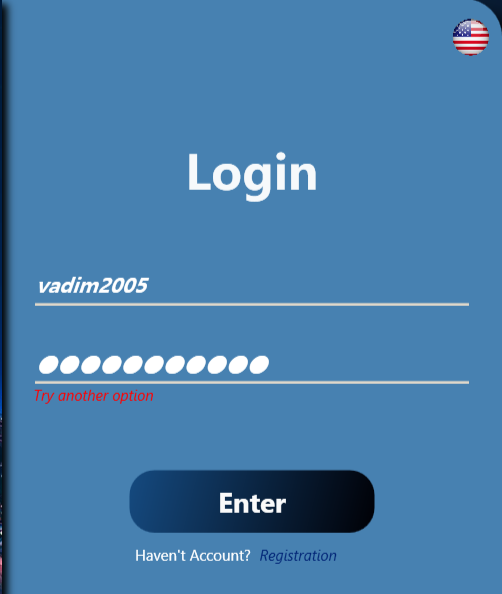 Login
vadim2005
●●●●●●●●●●●
Try another option
Enter
Haven't Account? Registration